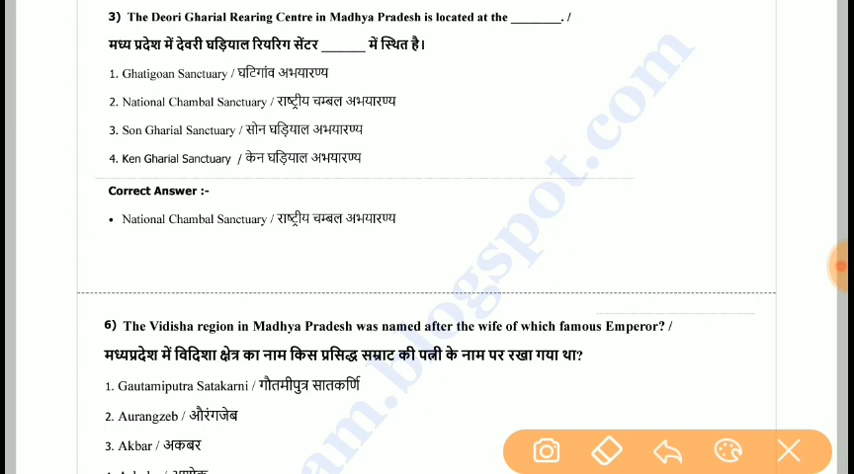 3) The Deori Gharial Rearing Centre in Madhya Pradesh is located at the ________. /
मध्य प्रदेश में देवरी घड़ियाल रियरिंग सेंटर ______ में स्थित है।
1. Ghatigoan Sanctuary / घटिगांव अभयारण्य
2. National Chambal Sanctuary / राष्ट्रीय चम्बल अभयारण्य
3. Son Gharial Sanctuary / सोन घड़ियाल अभयारण्य
4. Ken Gharial Sanctuary / केन घड़ियाल अभयारण्य
Correct Answer :-
• National Chambal Sanctuary / राष्ट्रीय चम्बल अभयारण्य
6) The Vidisha region in Madhya Pradesh was named after the wife of which famous Emperor? /
मध्यप्रदेश में विदिशा क्षेत्र का नाम किस प्रसिद्ध सम्राट की पत्नी के नाम पर रखा गया था?
1. Gautamiputra Satakarni / गौतमीपुत्र सातकर्णि
2. Aurangzeb / औरंगजेब
3. Akbar / अकबर
am.blogspot.com